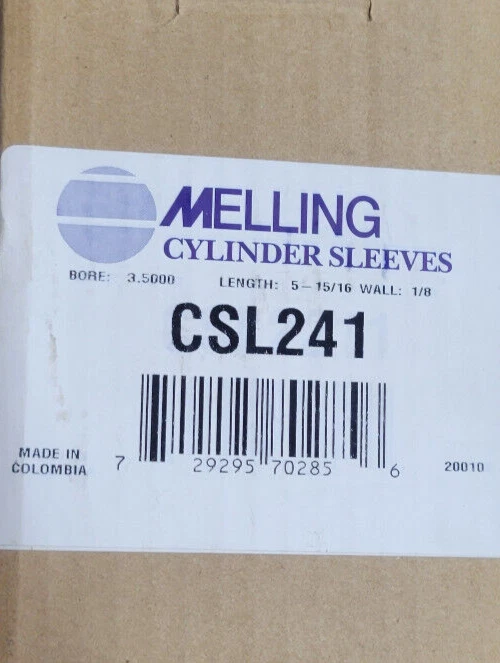 MELLING
CYLINDER SLEEVES
BORE: 3.5000 LENGTH: 5-15/16 WALL: 1/8
CSL241
MADE IN
COLOMBIA
7 29295 70285 6
20010